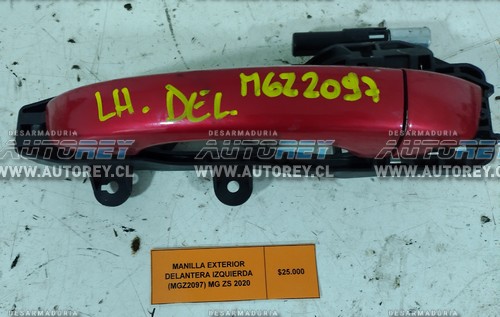 LH. DEL. MGZ2097
DESARMADURIA DESARMADURIA DESARMADURIA
AUTOREY AUTOREY AUTOREY
WWW.AUTOREY.CL WWW.AUTOREY.CL WWW.AUTOREY.CL
MANILLA EXTERIOR
DELANTERA IZQUIERDA
(MGZ2097) MG ZS 2020
$25.000
DESARMADURIA DESARMADURIA DESARMADURIA